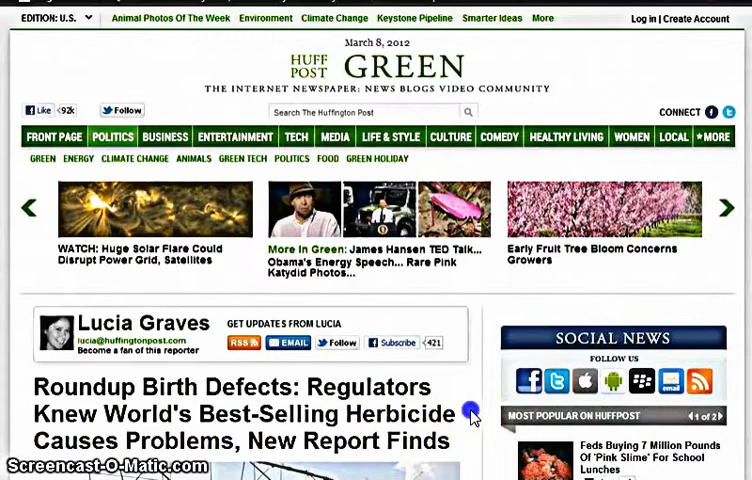 EDITION: U.S.
Animal Photos Of The Week Environment Climate Change Keystone Pipeline Smarter Ideas More
Log in | Create Account
March 8, 2012
HUFF POST GREEN
THE INTERNET NEWSPAPER: NEWS BLOGS VIDEO COMMUNITY
Like 92k Follow
Search The Huffington Post
CONNECT
FRONT PAGE POLITICS BUSINESS ENTERTAINMENT TECH MEDIA LIFE & STYLE CULTURE COMEDY HEALTHY LIVING WOMEN LOCAL MORE
GREEN ENERGY CLIMATE CHANGE ANIMALS GREEN TECH POLITICS FOOD GREEN HOLIDAY
WATCH: Huge Solar Flare Could
Disrupt Power Grid, Satellites
More In Green: James Hansen TED Talk...
Obama's Energy Speech... Rare Pink
Katydid Photos...
Early Fruit Tree Bloom Concerns
Growers
Lucia Graves
lucia@huffingtonpost.com
Become a fan of this reporter
GET UPDATES FROM LUCIA
RSS EMAIL Follow Subscribe 421
Roundup Birth Defects: Regulators
Knew World's Best-Selling Herbicide
Causes Problems, New Report Finds
SOCIAL NEWS
FOLLOW US
email
MOST POPULAR ON HUFFPOST
1 of 2
Feds Buying 7 Million Pounds
Of 'Pink Slime' For School
Lunches
Screencast-O-Matic.com